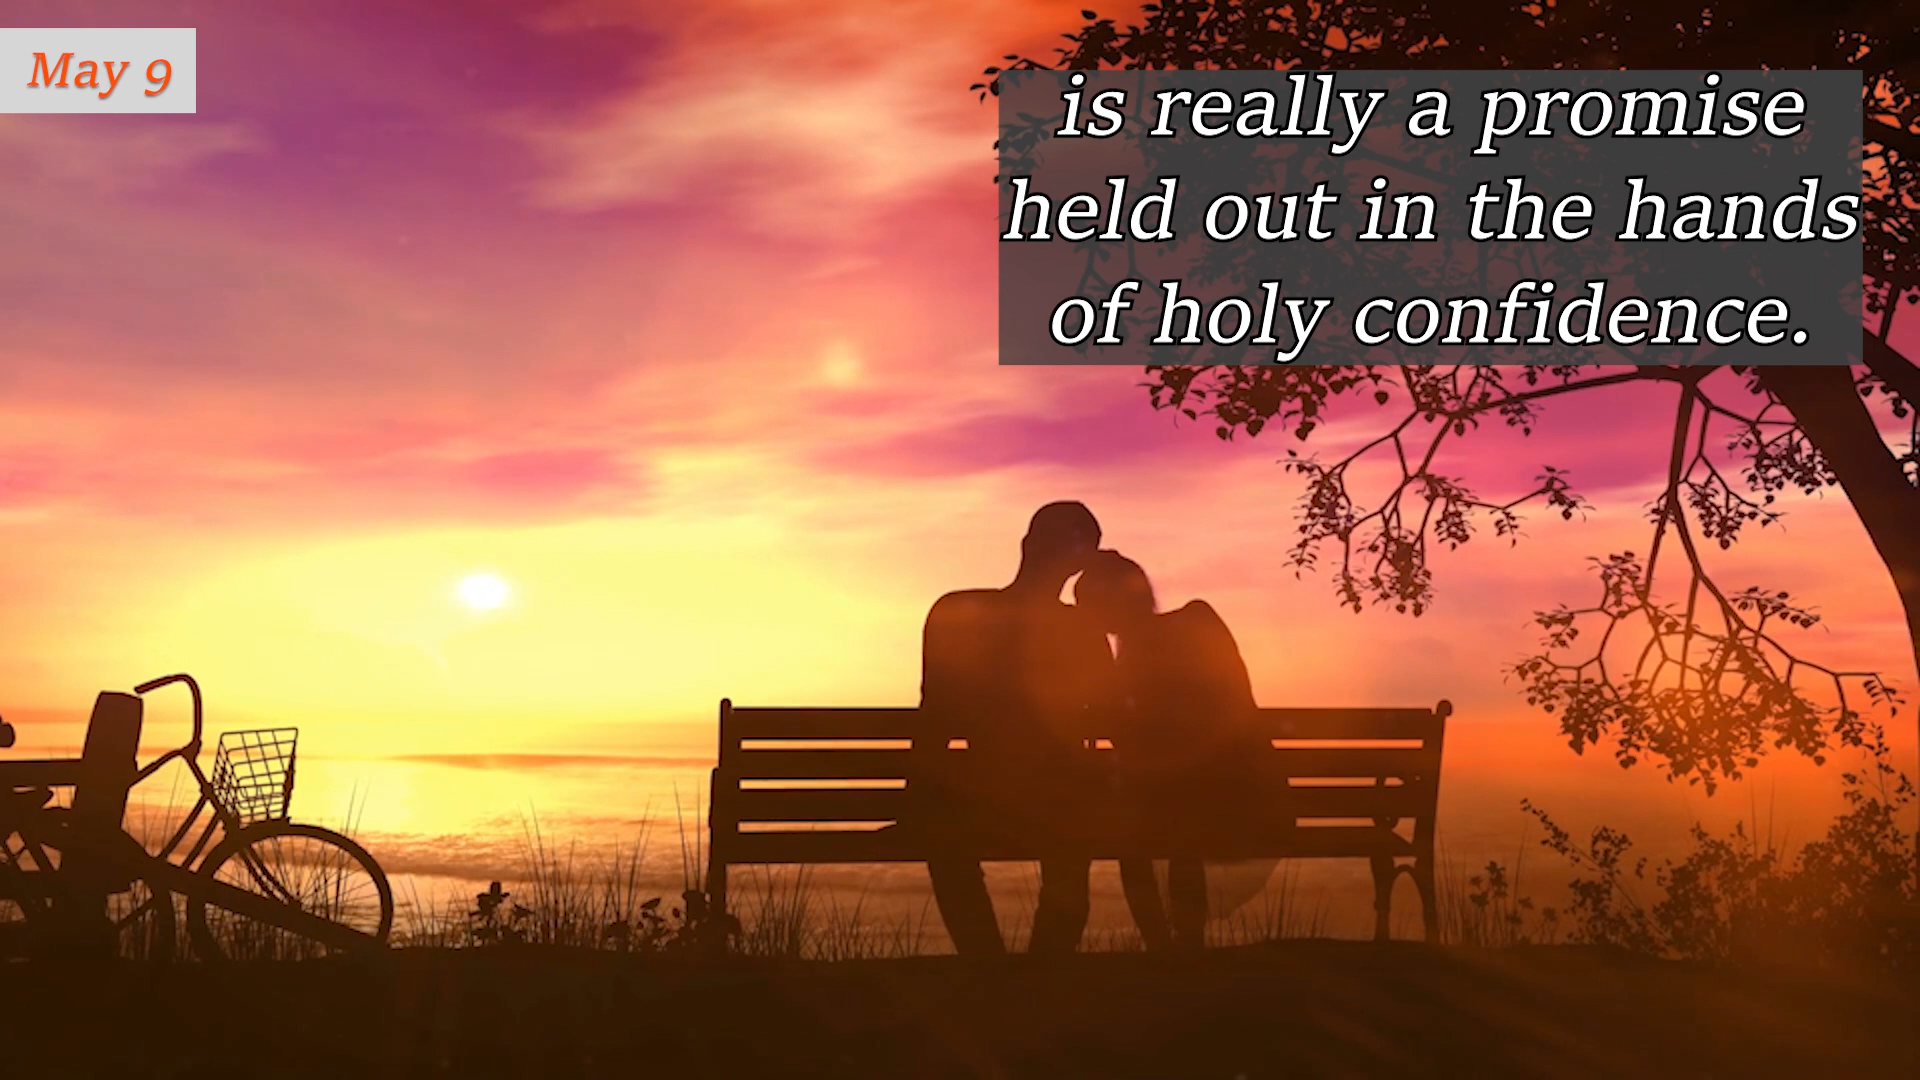 May 9
is really a promise
held out in the hands
of holy confidence.